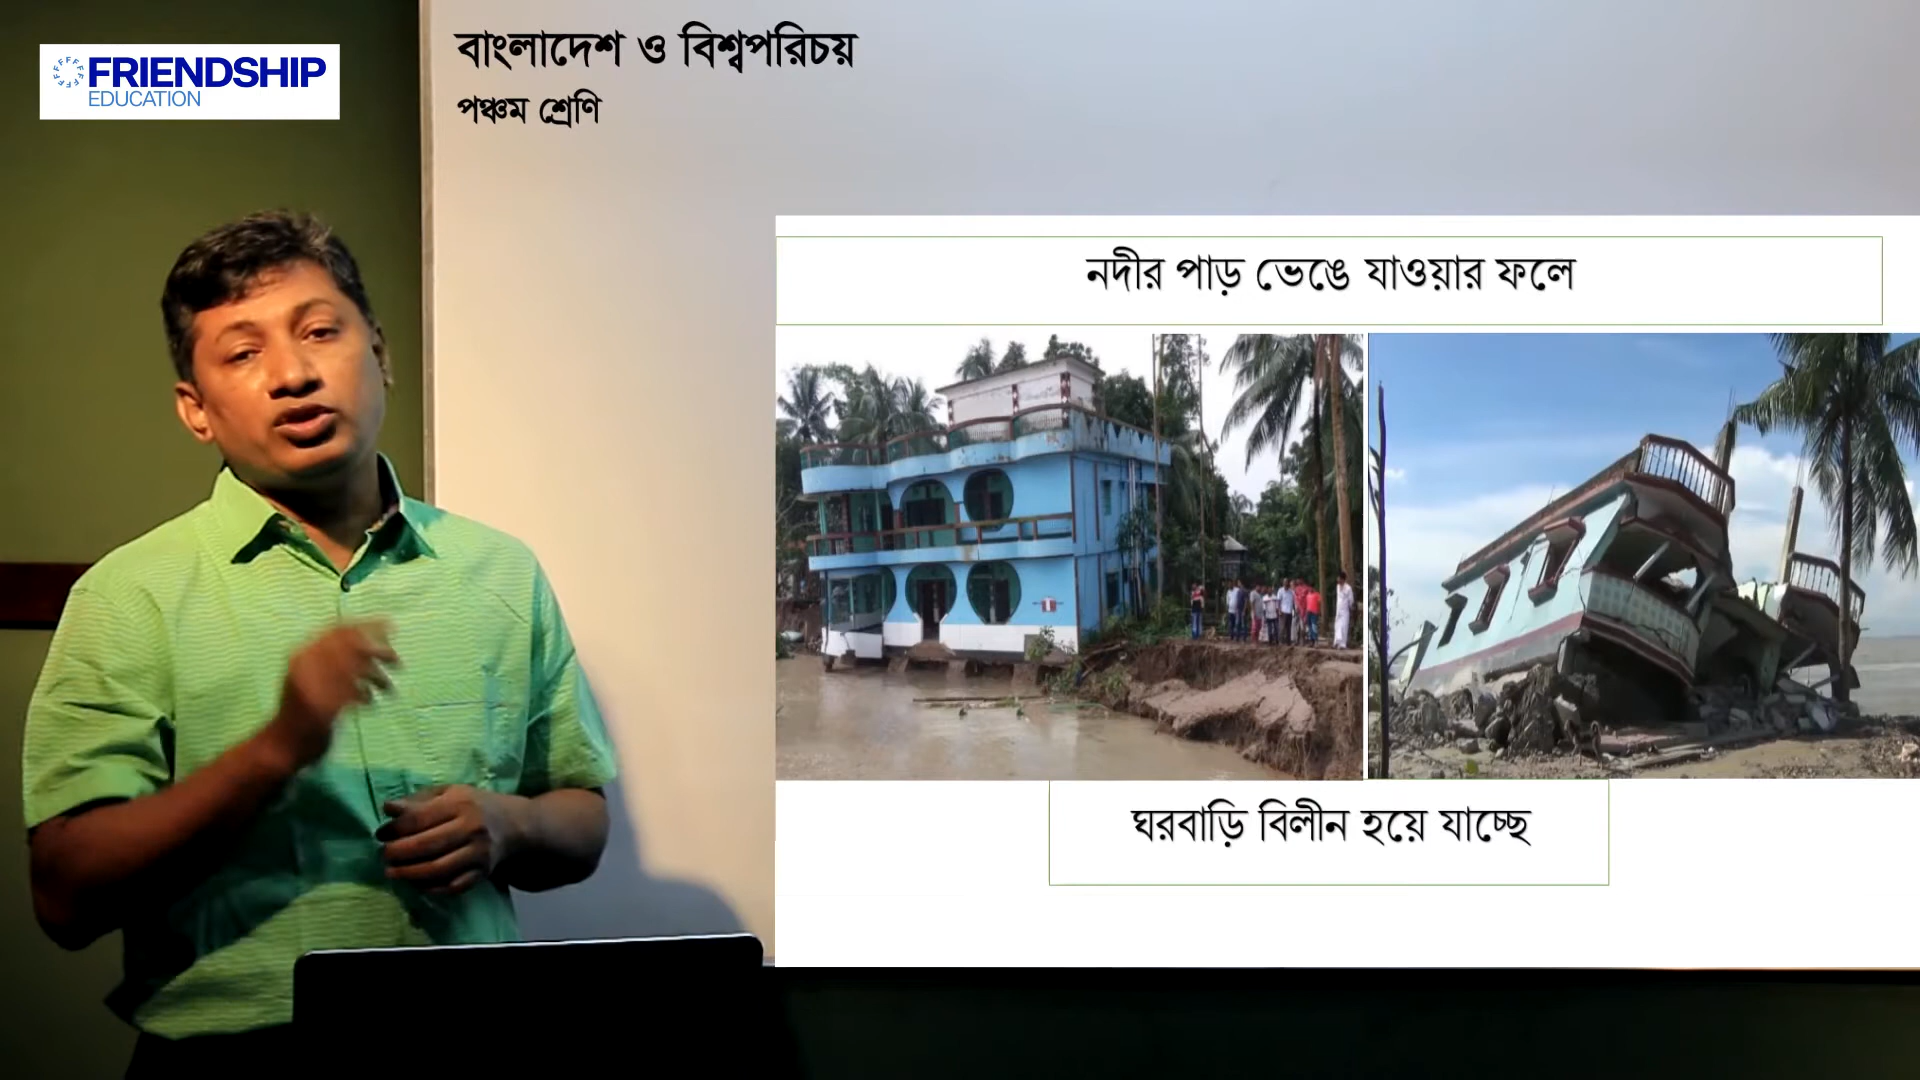 FRIENDSHIP
EDUCATION
বাংলাদেশ ও বিশ্বপরিচয়
পঞ্চম শ্রেণি
নদীর পাড় ভেঙে যাওয়ার ফলে
ঘরবাড়ি বিলীন হয়ে যাচ্ছে